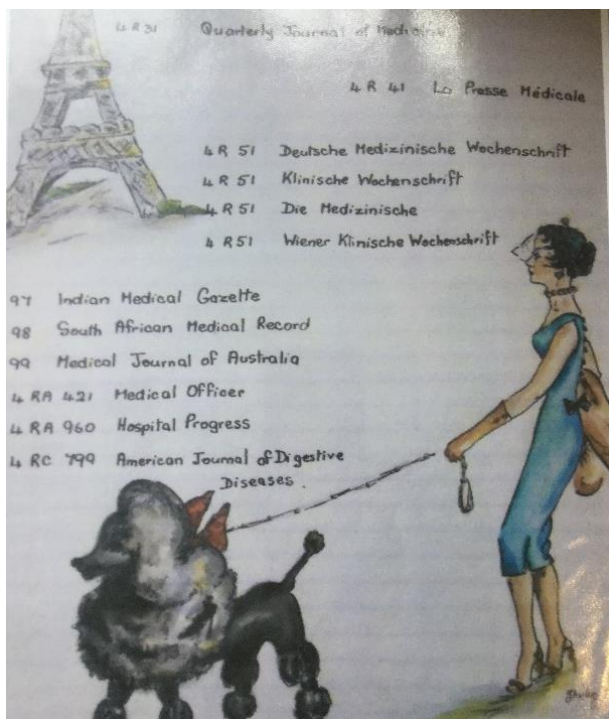 4 R 31 Quarterly Journal of Medicine
4 R 41 La Presse Médicale
4 R 51 Deutsche Medizinische Wochenschrift
4 R 51 Klinische Wochenschrift
4 R 51 Die Medizinische
4 R 51 Wiener Klinische Wochenschrift
97 Indian Medical Gazette
98 South African Medical Record
99 Medical Journal of Australia
4 RA 421 Medical Officer
4 RA 960 Hospital Progress
4 RC 799 American Journal of Digestive
Diseases.